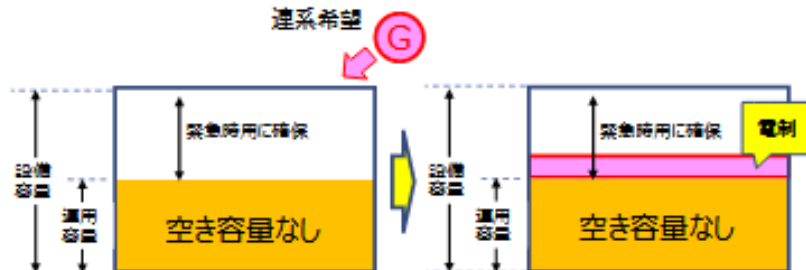 連系希望
G
緊急時用に確保
設備
容量
運用
容量
空き容量なし
緊急時用に確保
電制
設備
容量
運用
容量
空き容量なし